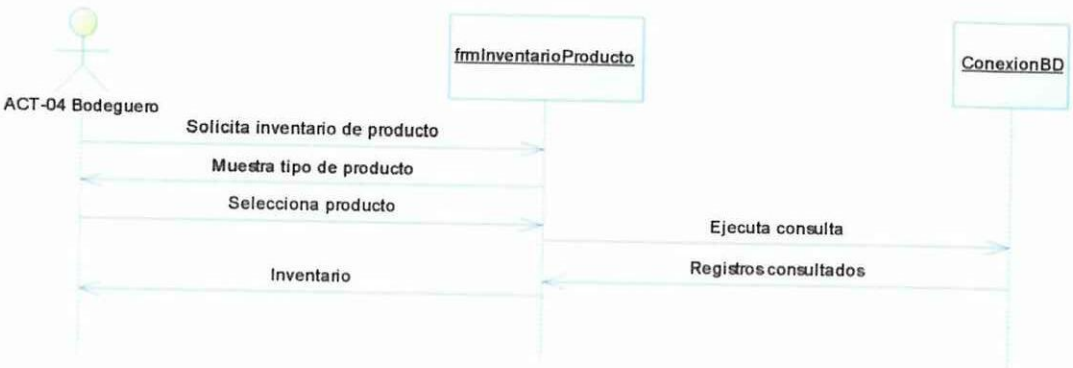 frmInventarioProducto
ConexionBD
ACT-04 Bodeguero
Solicita inventario de producto
Muestra tipo de producto
Selecciona producto
Ejecuta consulta
Registros consultados
Inventario